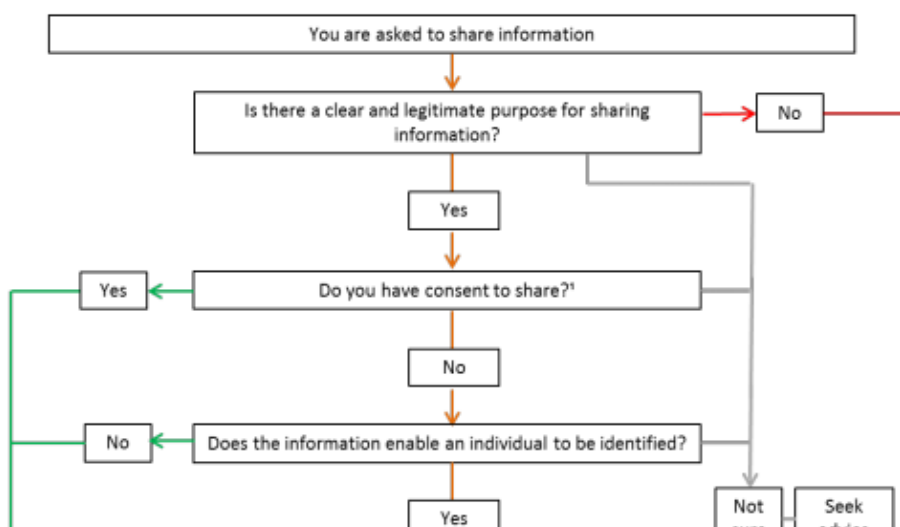 You are asked to share information
Is there a clear and legitimate purpose for sharing
information?
No
Yes
Yes
Do you have consent to share?¹
No
No
Does the information enable an individual to be identified?
Yes
Not
Seek